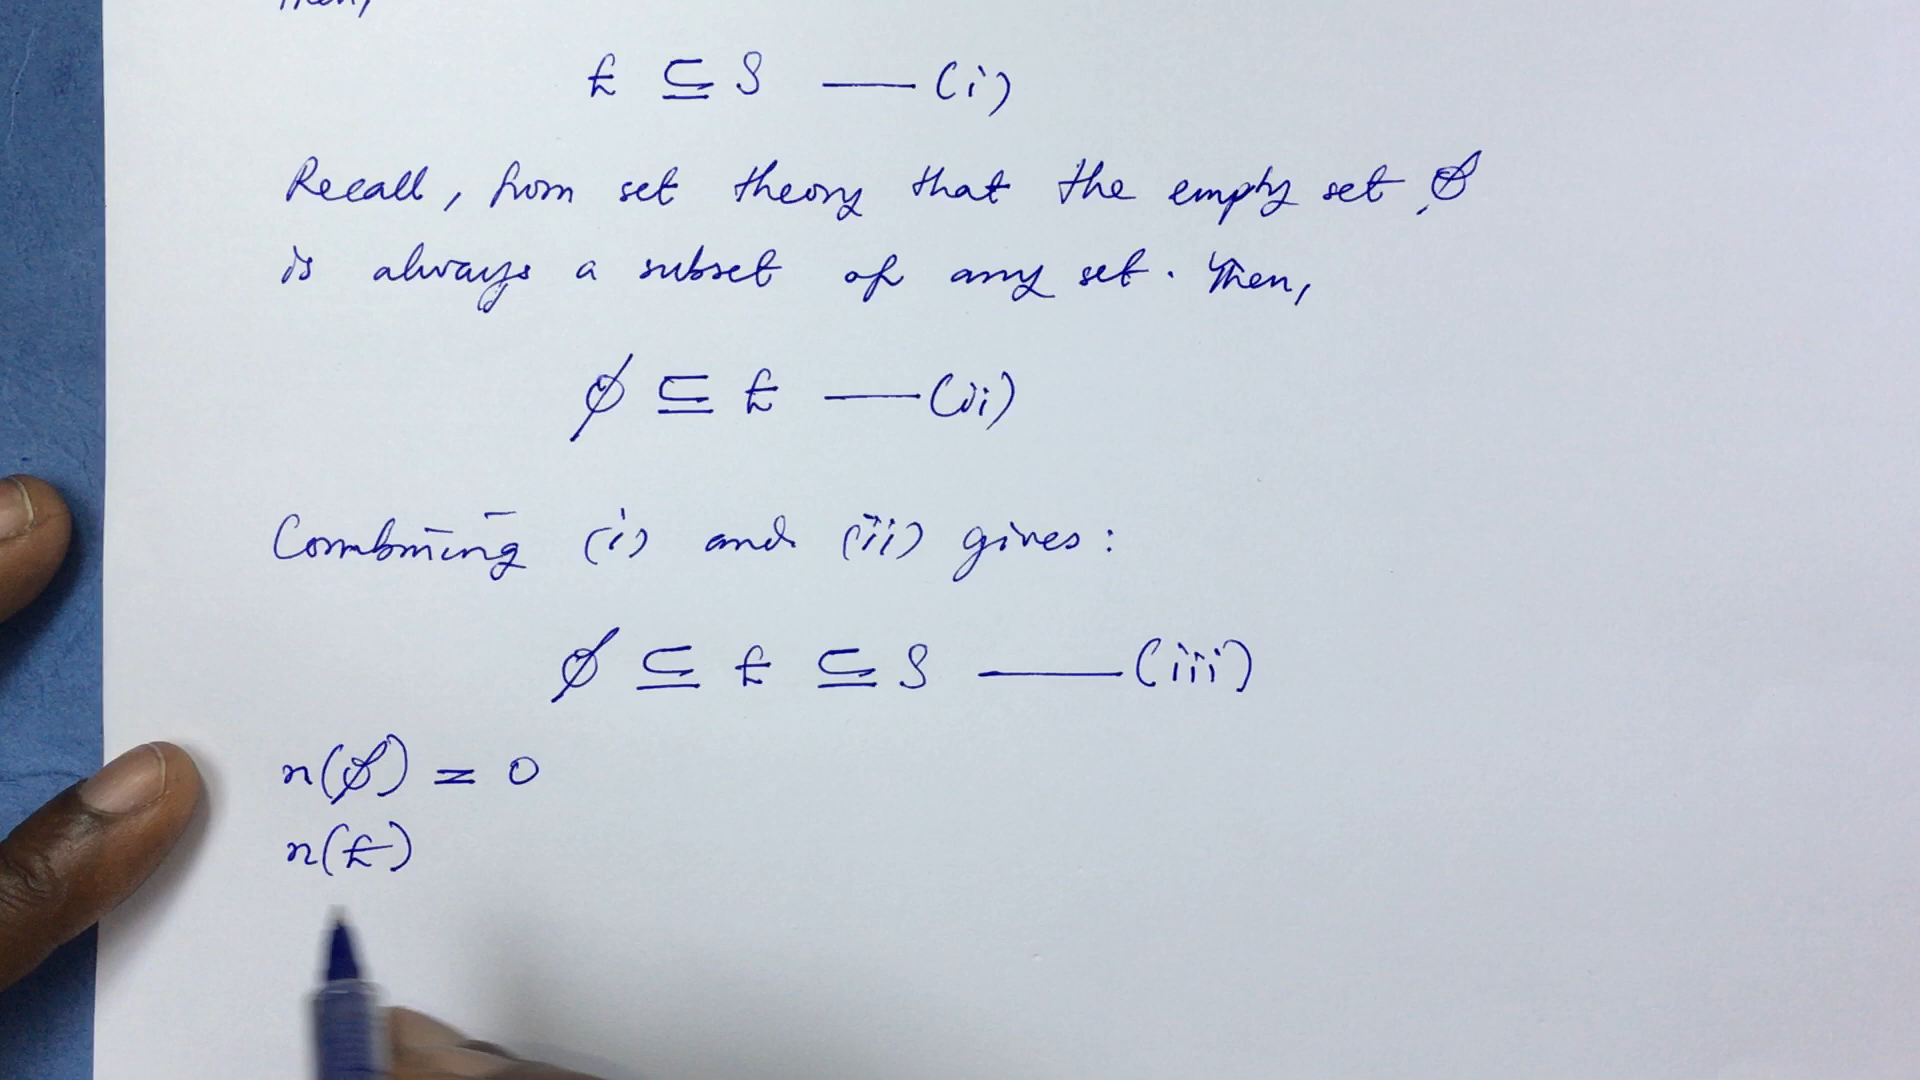 Then,
E ⊆ S — (i)
Recall, from set theory that the empty set, ∅
is always a subset of any set. Then,
∅ ⊆ E — (ii)
Combining (i) and (ii) gives:
∅ ⊆ E ⊆ S — (iii)
n(∅) = 0
n(E)